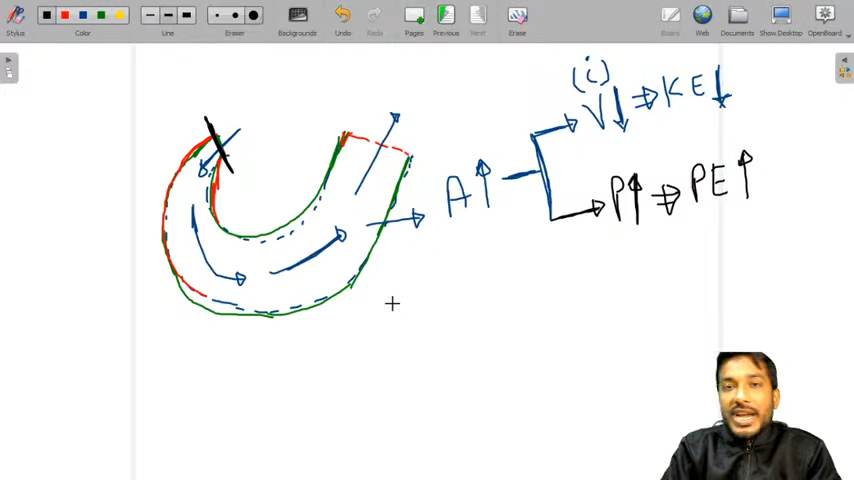 Stylus
Color
Line
Eraser
Backgrounds
Undo
Redo
Pages
Previous
Next
Erase
Board
Web
Documents
Show Desktop
OpenBoard
(i)
V↓ ⇒ KE↓
A↑
P↑ ⇒ PE↑